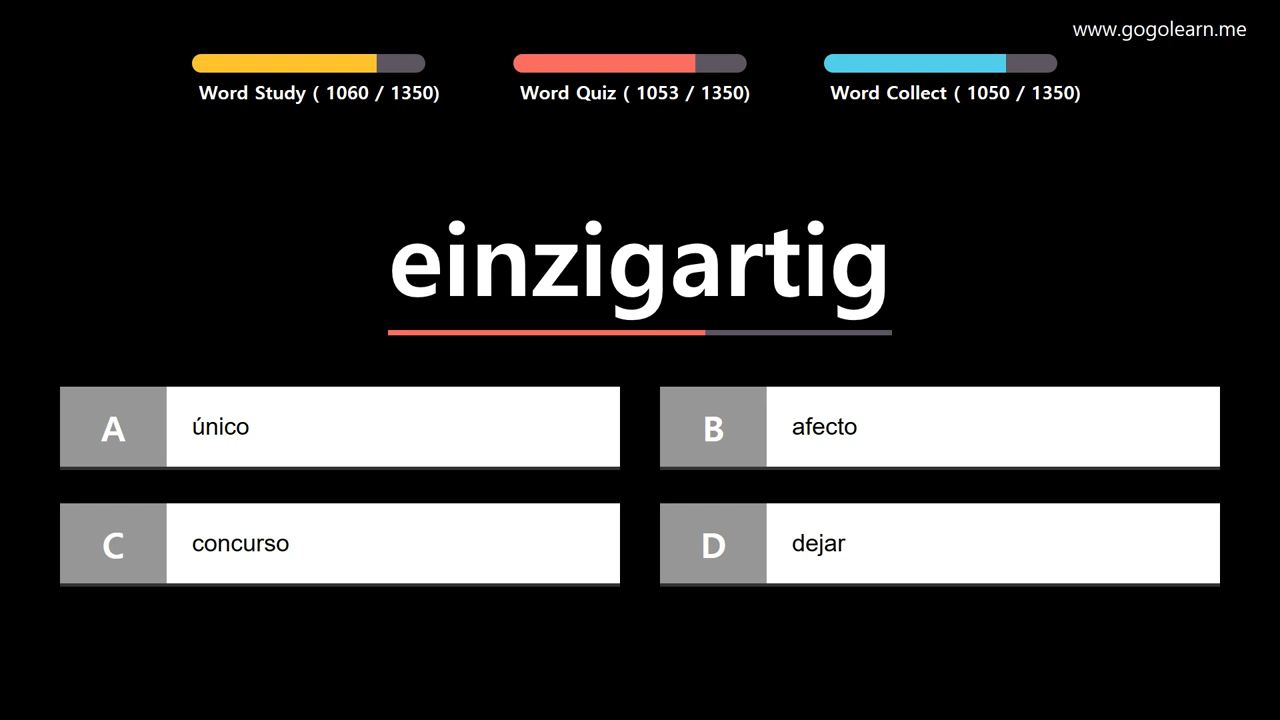 www.gogolearn.me
Word Study ( 1060 / 1350)
Word Quiz ( 1053 / 1350)
Word Collect ( 1050 / 1350)
einzigartig
A único
B afecto
C concurso
D dejar